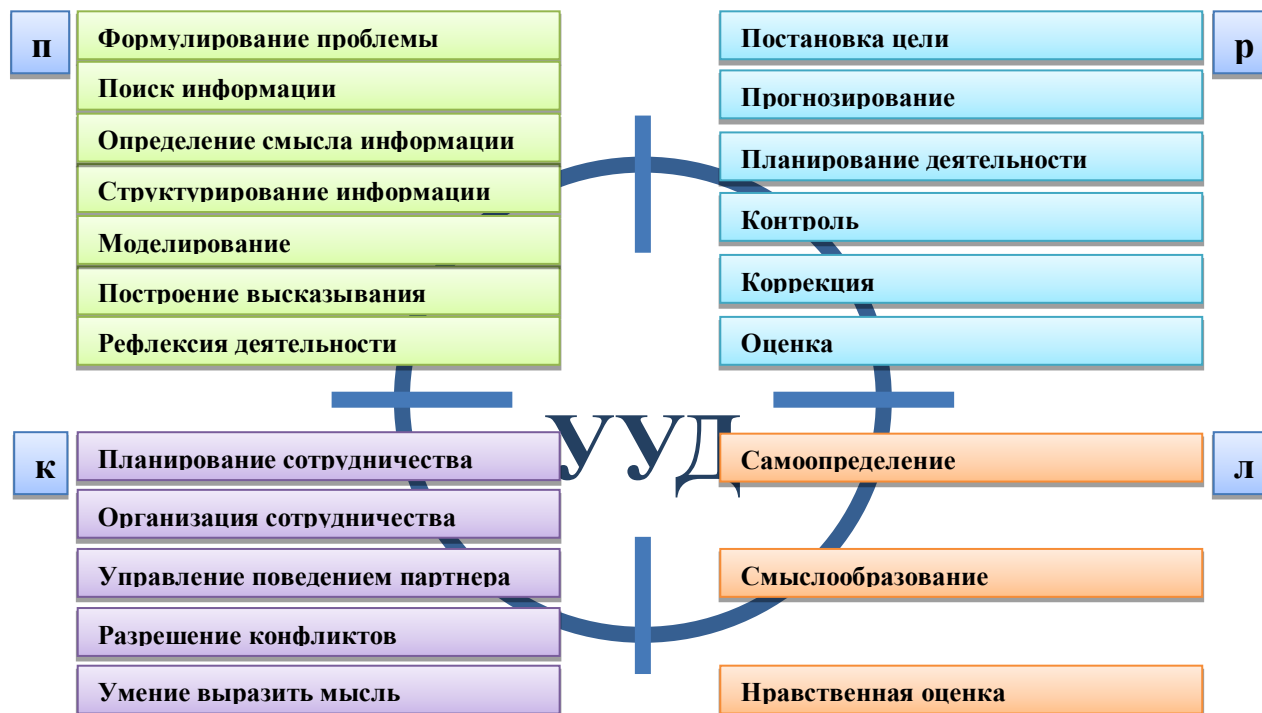 п
Формулирование проблемы
Поиск информации
Определение смысла информации
Структурирование информации
Моделирование
Построение высказывания
Рефлексия деятельности
р
Постановка цели
Прогнозирование
Планирование деятельности
Контроль
Коррекция
Оценка
УУД
к
Планирование сотрудничества
Организация сотрудничества
Управление поведением партнера
Разрешение конфликтов
Умение выразить мысль
л
Самоопределение
Смыслообразование
Нравственная оценка